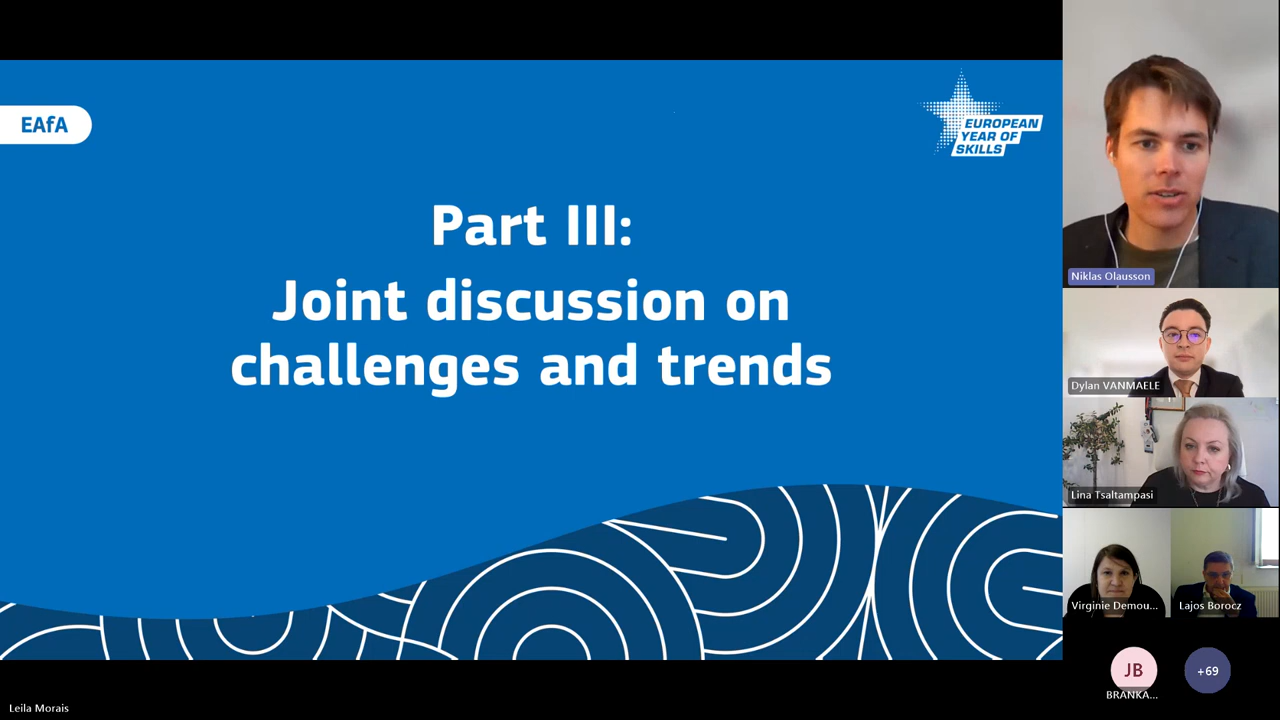 EAfA
EUROPEAN
YEAR OF
SKILLS
Part III:
Joint discussion on
challenges and trends
Niklas Olausson
Dylan VANMAELE
Lina Tsaltampasi
Virginie Demou...
Lajos Borocz
JB
+69
BRANKA...
Leila Morais